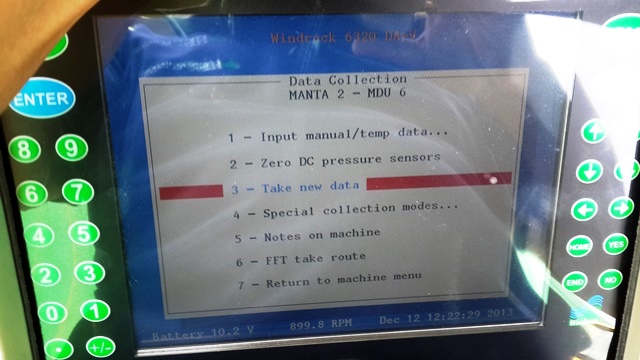 Windrock 6320 DA-V
Data Collection
MANTA 2 - MDU 6
1 - Input manual/temp data...
2 - Zero DC pressure sensors
3 - Take new data
4 - Special collection modes...
5 - Notes on machine
6 - FFT take route
7 - Return to machine menu
Battery 10.2 V 899.8 RPM Dec 12 12:22:29 2013
ENTER
8 9
6 7
4 5
2 3
0 1
. +/-
HOME YES
END NO